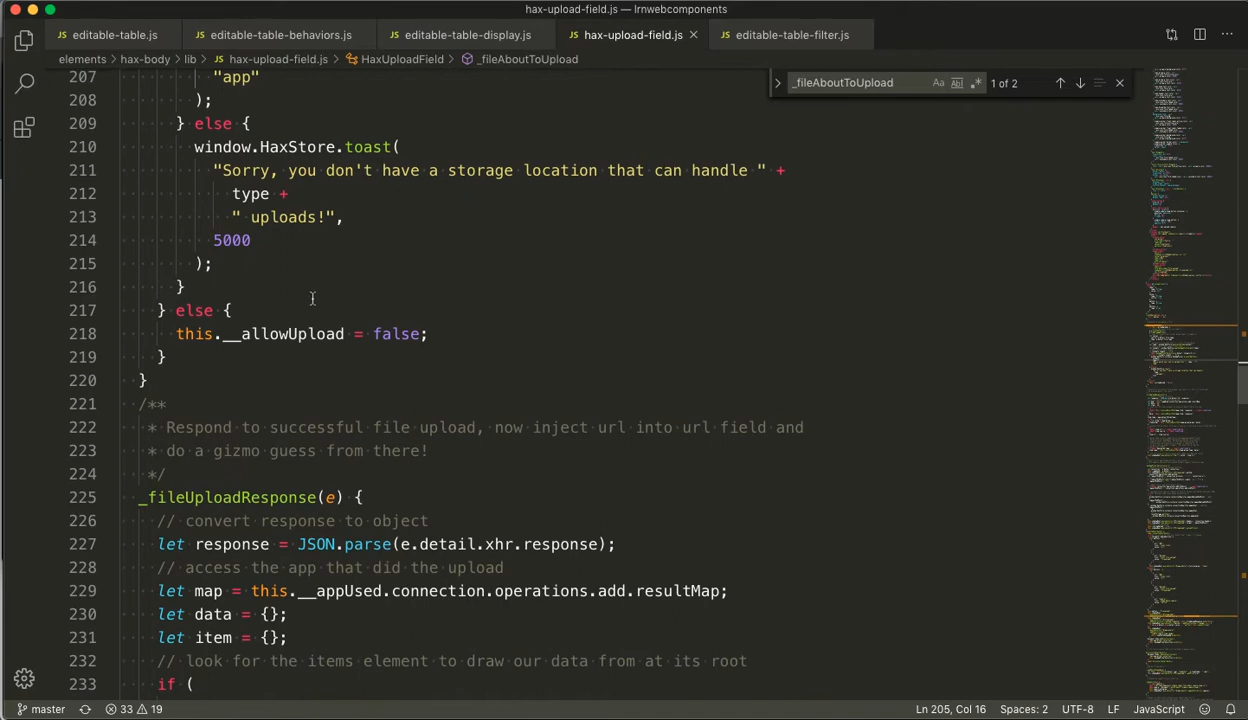 hax-upload-field.js — lrnwebcomponents
JS editable-table.js
JS editable-table-behaviors.js
JS editable-table-display.js
JS hax-upload-field.js ×
JS editable-table-filter.js
elements > hax-body > lib > JS hax-upload-field.js > HaxUploadField > _fileAboutToUpload
_fileAboutToUpload Aa Abl .* 1 of 2
207 "app"
208 );
209 } else {
210 window.HaxStore.toast(
211 "Sorry, you don't have a storage location that can handle " +
212 type +
213 " uploads!",
214 5000
215 );
216 }
217 } else {
218 this.__allowUpload = false;
219 }
220 }
221 /**
222 * Respond to successful file upload, now inject url into url field and
223 * do a gizmo guess from there!
224 */
225 _fileUploadResponse(e) {
226 // convert response to object
227 let response = JSON.parse(e.detail.xhr.response);
228 // access the app that did the upload
229 let map = this.__appUsed.connection.operations.add.resultMap;
230 let data = {};
231 let item = {};
232 // look for the items element to draw our data from at its root
233 if (
master 33 19 Ln 205, Col 16 Spaces: 2 UTF-8 LF JavaScript